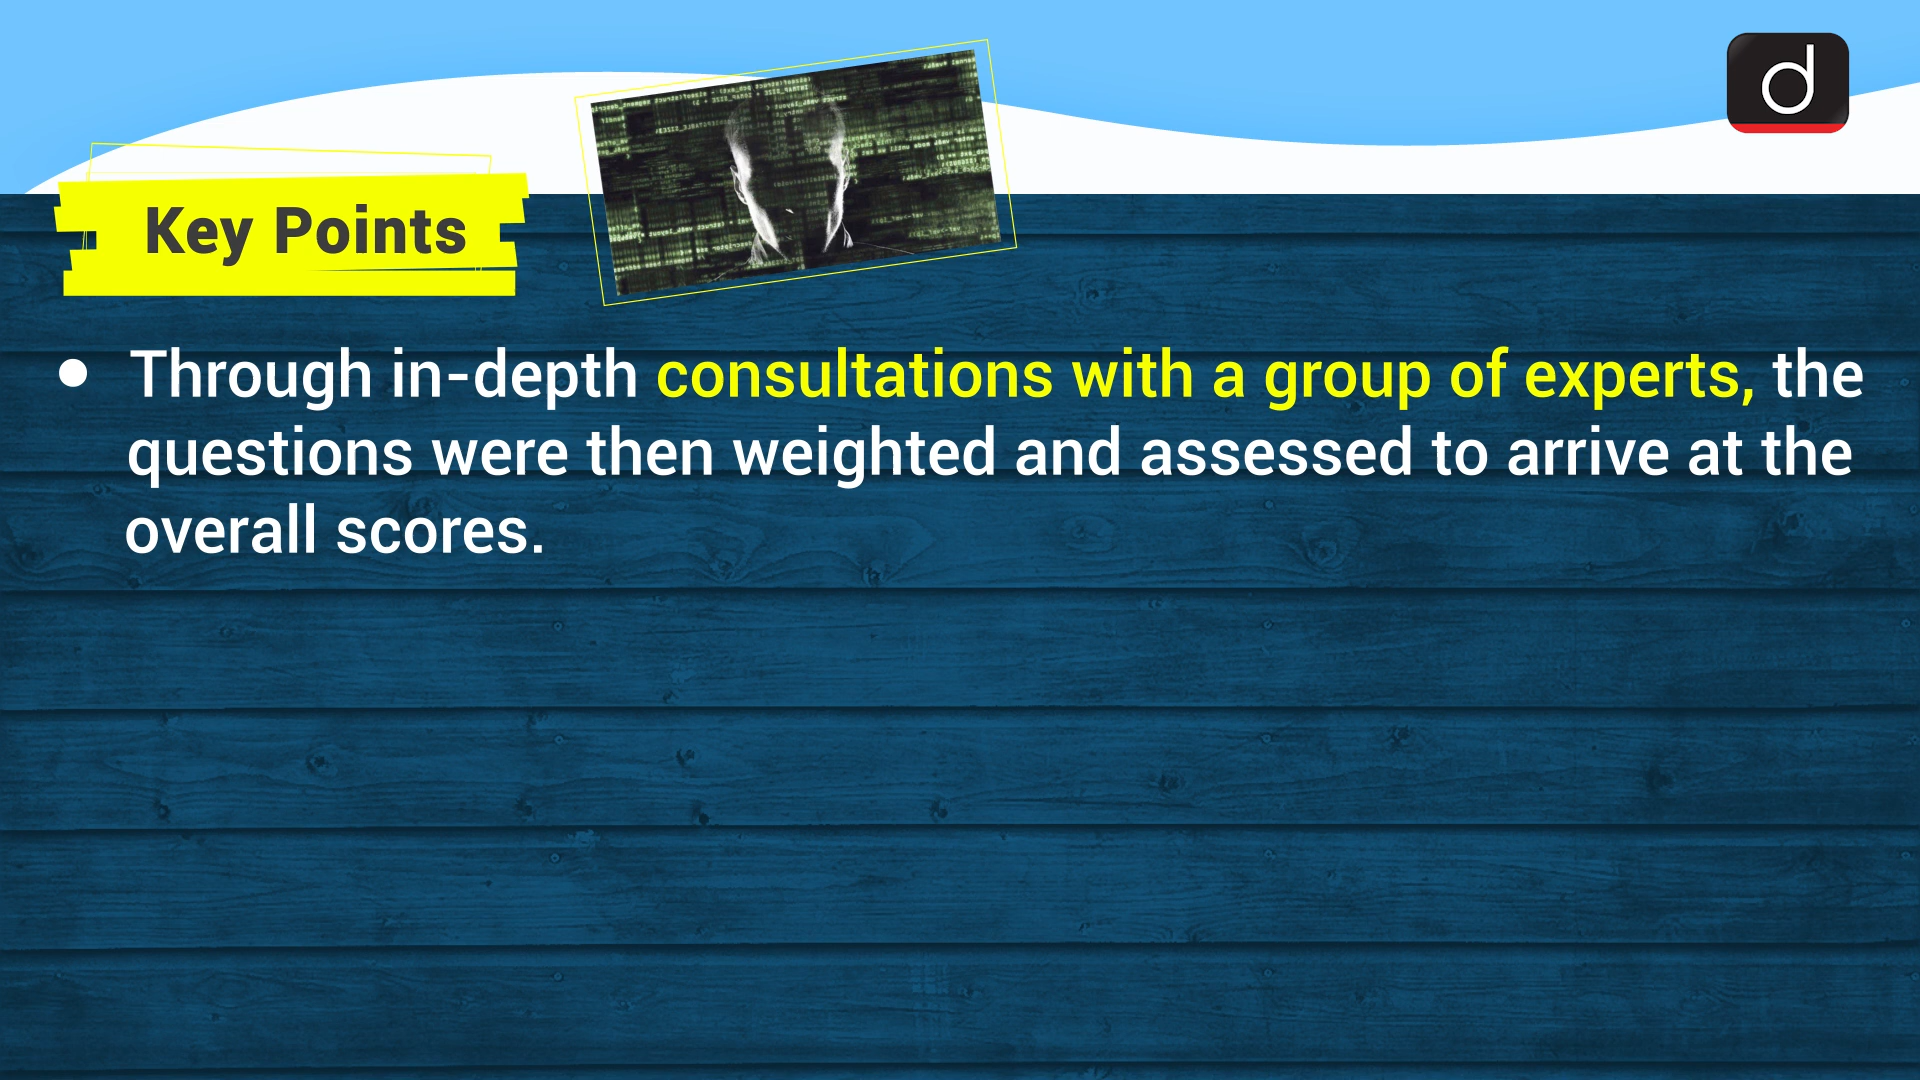 Key Points
• Through in-depth consultations with a group of experts, the
questions were then weighted and assessed to arrive at the
overall scores.
d